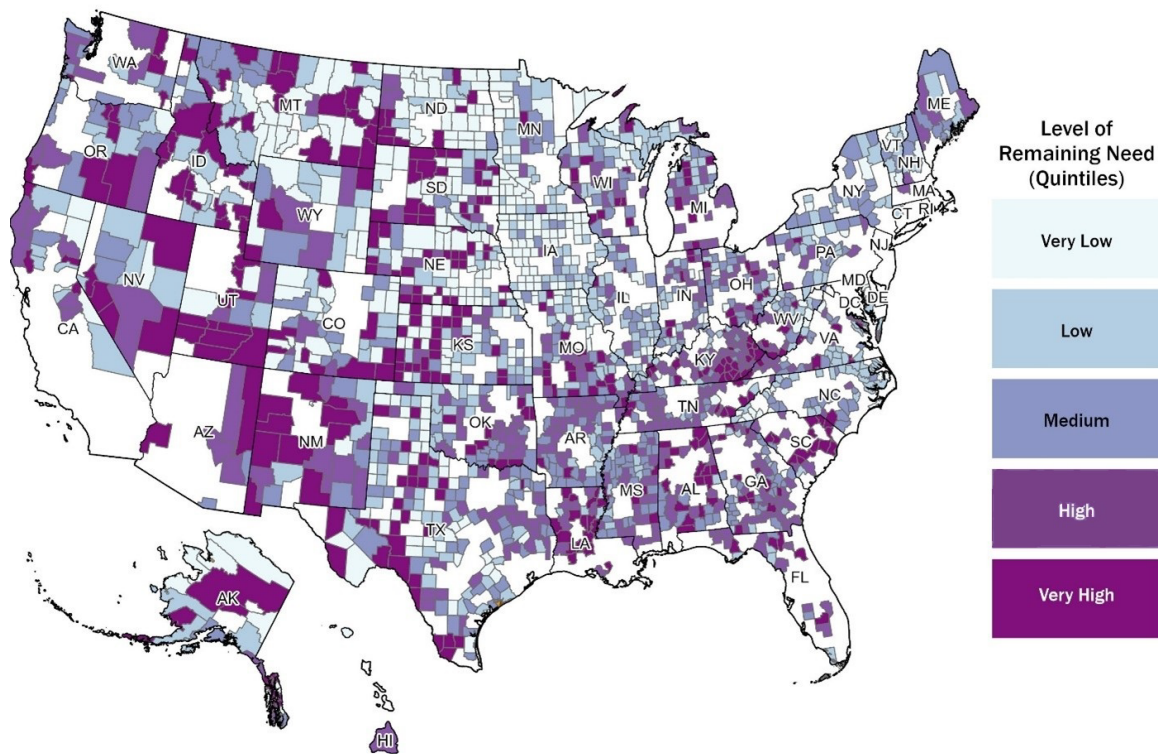 WA
MT
ND
MN
ME
OR
ID
SD
WI
VT
NH
NY
MA
CT
RI
WY
MI
IA
NE
PA
NJ
NV
UT
CO
IL
IN
OH
MD
DE
DC
WV
VA
CA
KS
MO
KY
NC
TN
AZ
NM
OK
AR
SC
MS
AL
GA
TX
LA
FL
AK
HI
Level of
Remaining Need
(Quintiles)
Very Low
Low
Medium
High
Very High